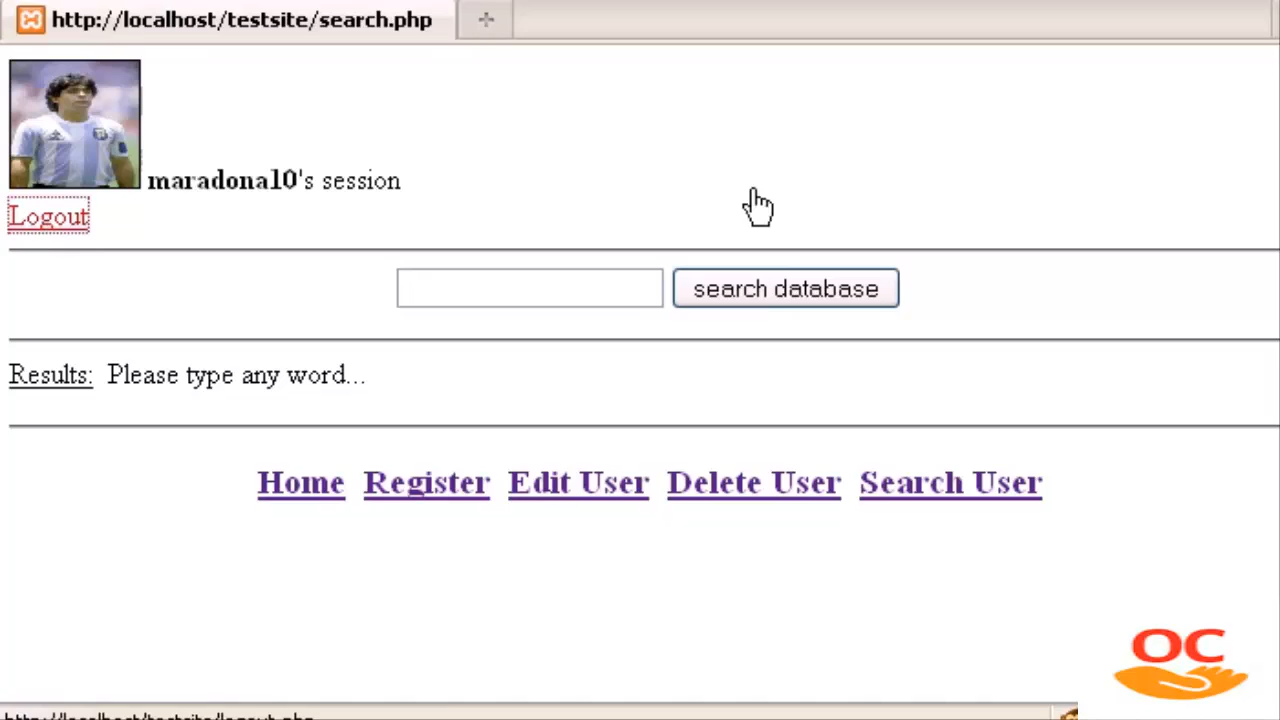 http://localhost/testsite/search.php
maradona10's session
Logout
search database
Results: Please type any word...
Home Register Edit User Delete User Search User
OC
http://localhost/testsite/logout.php